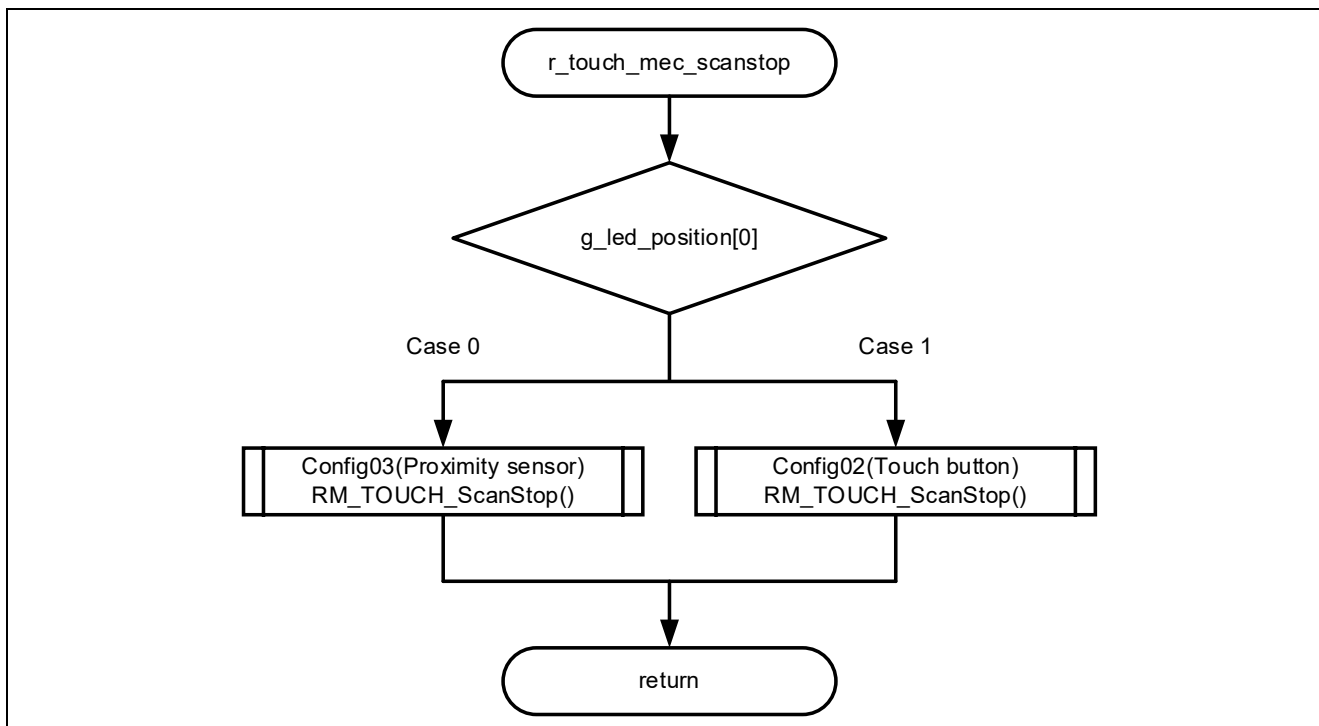 r_touch_mec_scanstop
g_led_position[0]
Case 0
Case 1
Config03(Proximity sensor)
RM_TOUCH_ScanStop()
Config02(Touch button)
RM_TOUCH_ScanStop()
return